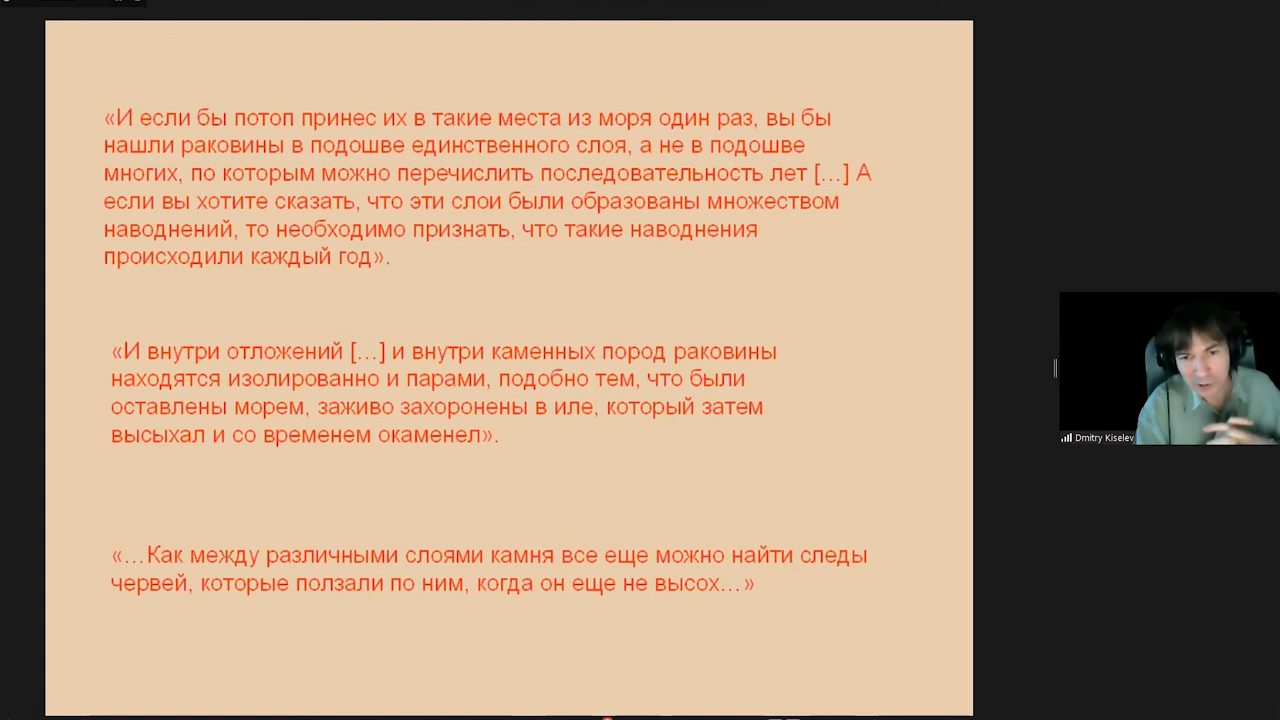 «И если бы потоп принес их в такие места из моря один раз, вы бы
нашли раковины в подошве единственного слоя, а не в подошве
многих, по которым можно перечислить последовательность лет […] А
если вы хотите сказать, что эти слои были образованы множеством
наводнений, то необходимо признать, что такие наводнения
происходили каждый год».
«И внутри отложений […] и внутри каменных пород раковины
находятся изолированно и парами, подобно тем, что были
оставлены морем, заживо захоронены в иле, который затем
высыхал и со временем окаменел».
«…Как между различными слоями камня все еще можно найти следы
червей, которые ползали по ним, когда он еще не высох…»
Dmitry Kiselev